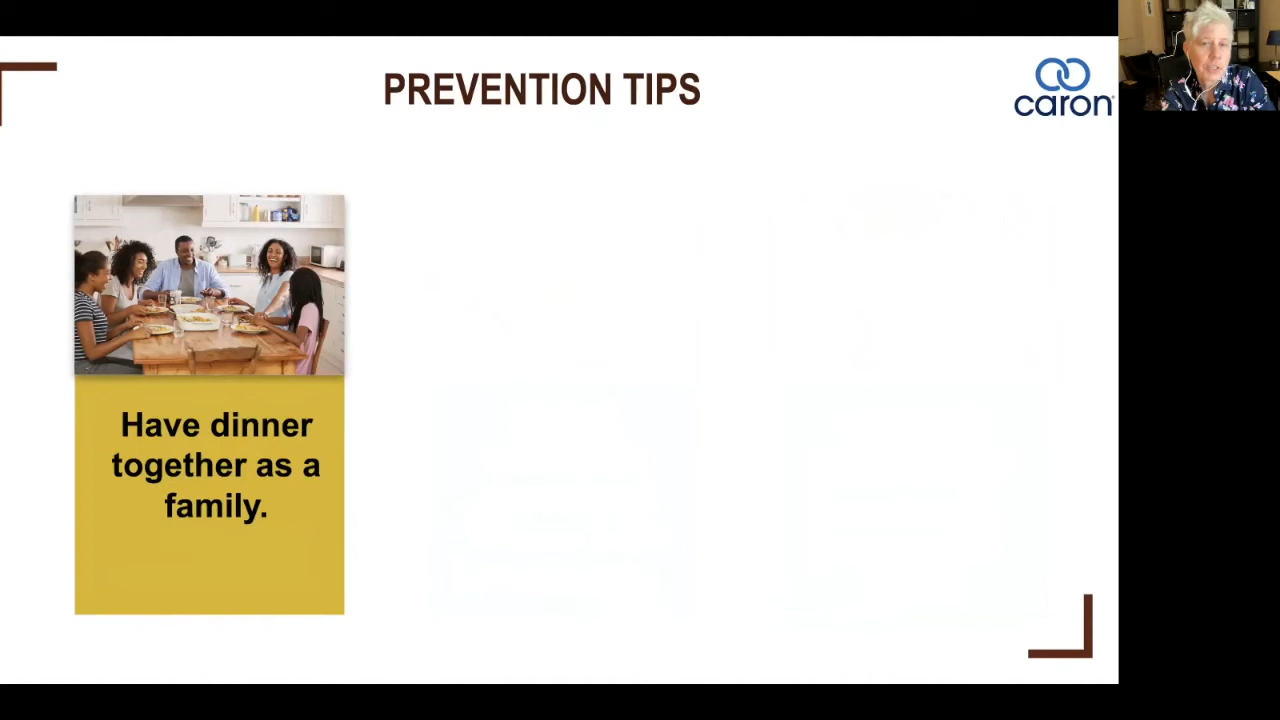 PREVENTION TIPS
caron
Have dinner
together as a
family.